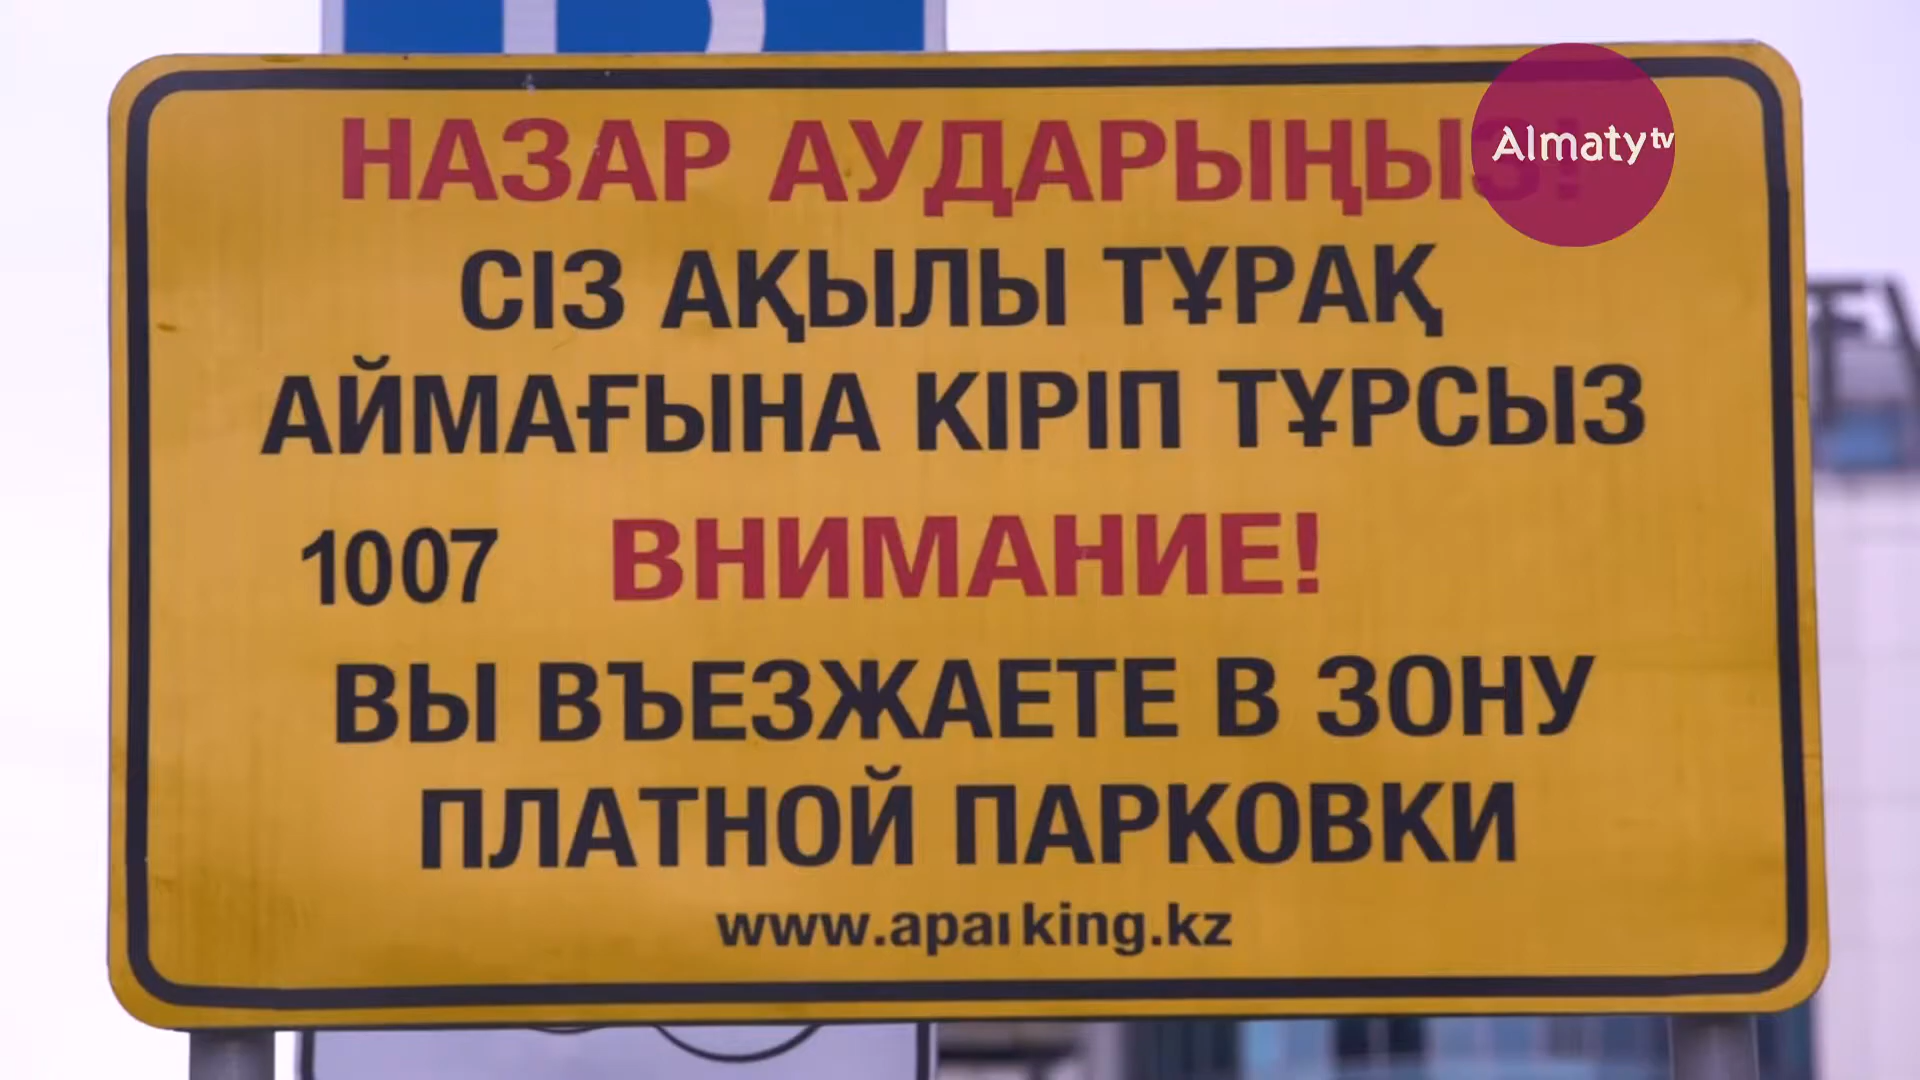 НАЗАР АУДАРЫҢЫЗ!
Almaty tv
СІЗ АҚЫЛЫ ТҰРАҚ
АЙМАҒЫНА КІРІП ТҰРСЫЗ
1007 ВНИМАНИЕ!
ВЫ ВЪЕЗЖАЕТЕ В ЗОНУ
ПЛАТНОЙ ПАРКОВКИ
www.aparking.kz